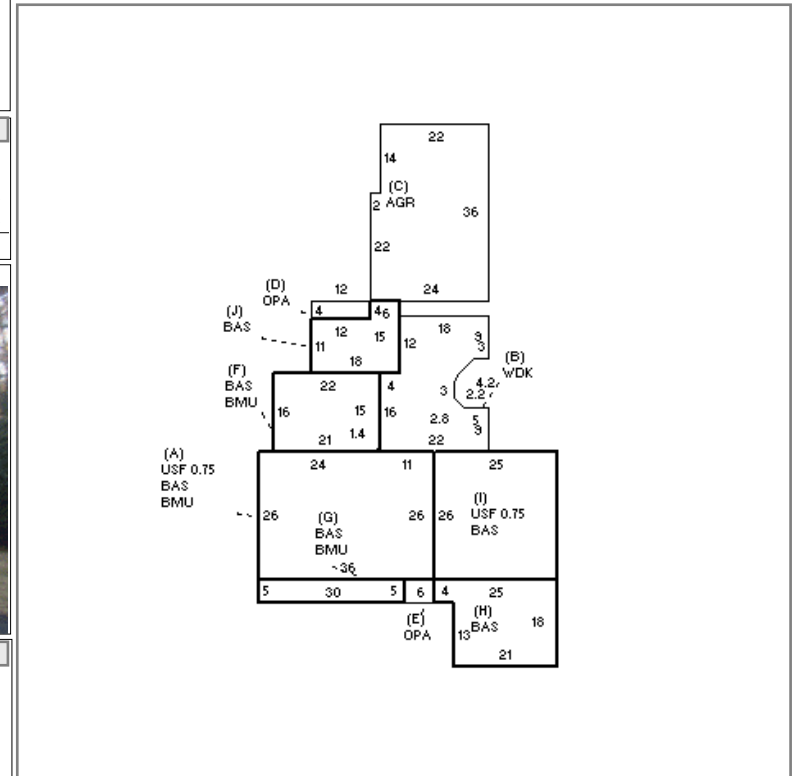 22
14
(C)
2 AGR
36
22
(D)
OPA
12
24
4
4 6
(J)
BAS
12
15
11
18
18
12
9
3
(B)
WDK
(F)
BAS
BMU
22
4
3
4.2
2.2
16
15
16
2.8
5
9
21
1.4
22
(A)
USF 0.75
BAS
BMU
24
11
25
26
(G)
BAS
BMU
26
26
(I)
USF 0.75
BAS
36
5
30
5
6
4
25
(E)
OPA
(H)
BAS
13
18
21